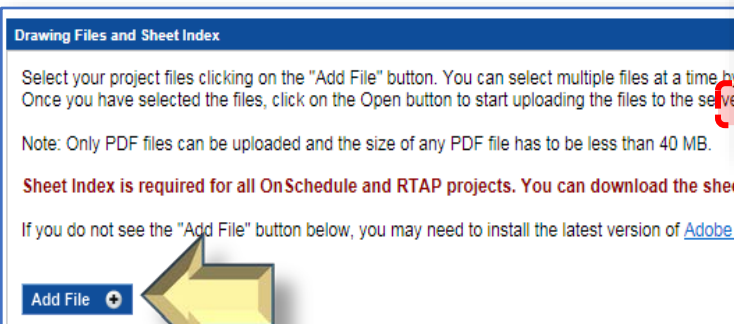 Drawing Files and Sheet Index
Select your project files clicking on the "Add File" button. You can select multiple files at a time
Once you have selected the files, click on the Open button to start uploading the files to the
Note: Only PDF files can be uploaded and the size of any PDF file has to be less than 40 MB.
Sheet Index is required for all OnSchedule and RTAP projects. You can download the
If you do not see the "Add File" button below, you may need to install the latest version of Adobe
Add File